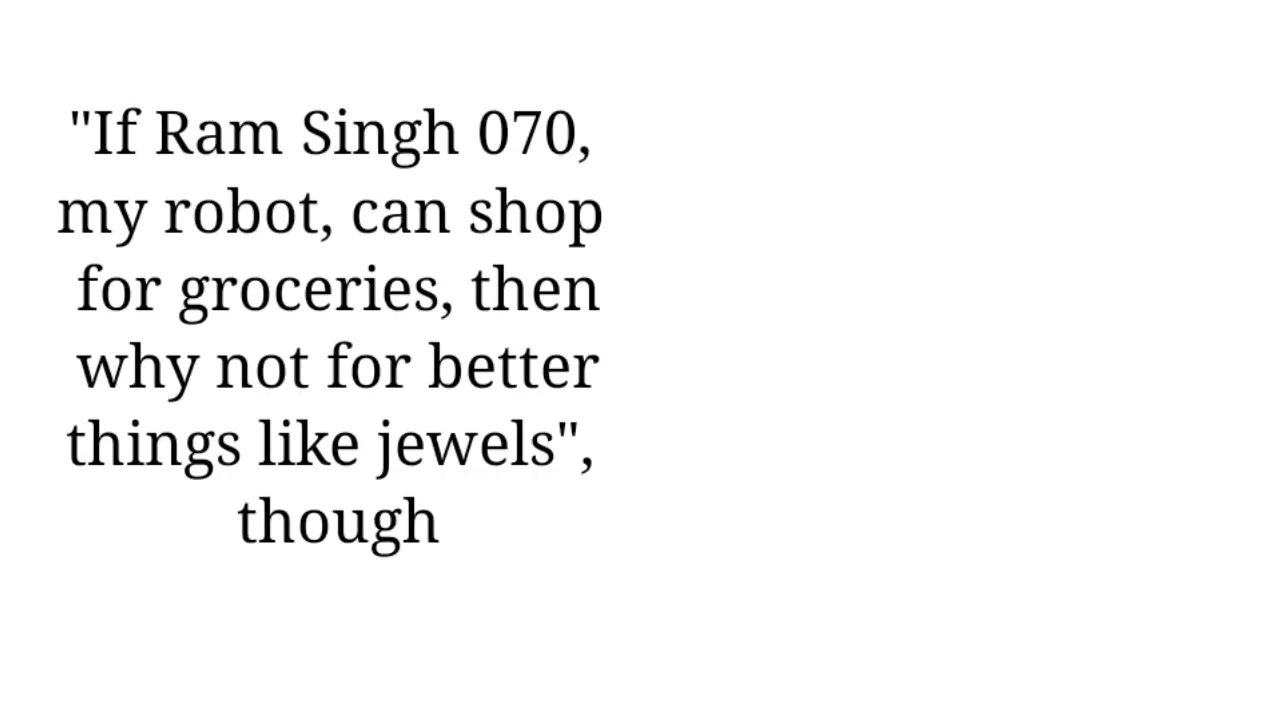 "If Ram Singh 070,
my robot, can shop
for groceries, then
why not for better
things like jewels",
though